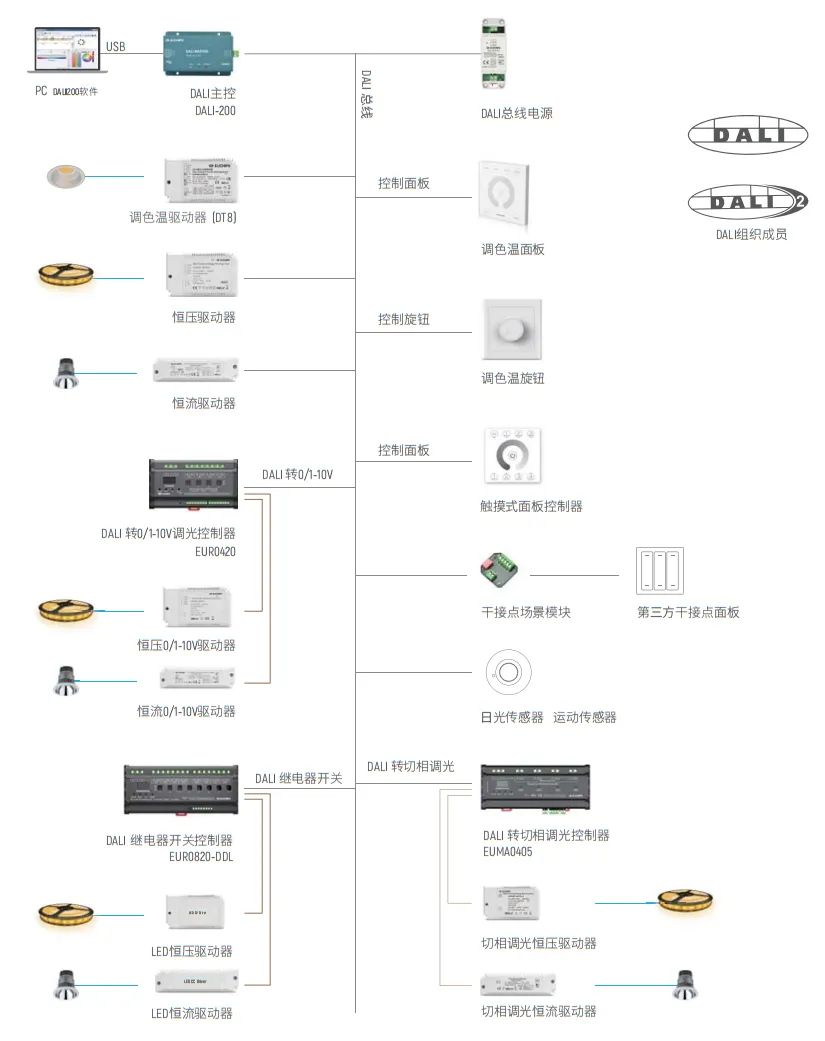 USB
PC DALI200软件
DALI主控
DALI-200
DALI 总线
DALI总线电源
DALI
DALI 2
DALI组织成员
调色温驱动器 (DT8)
控制面板
调色温面板
恒压驱动器
控制旋钮
调色温旋钮
恒流驱动器
控制面板
触摸式面板控制器
DALI 转0/1-10V
DALI 转0/1-10V调光控制器
EUR0420
干接点场景模块
第三方干接点面板
恒压0/1-10V驱动器
恒流0/1-10V驱动器
日光传感器 运动传感器
DALI 继电器开关
DALI 转切相调光
DALI 继电器开关控制器
EUR0820-DDL
DALI 转切相调光控制器
EUMA0405
LED恒压驱动器
切相调光恒压驱动器
LED CC Driver
LED恒流驱动器
切相调光恒流驱动器